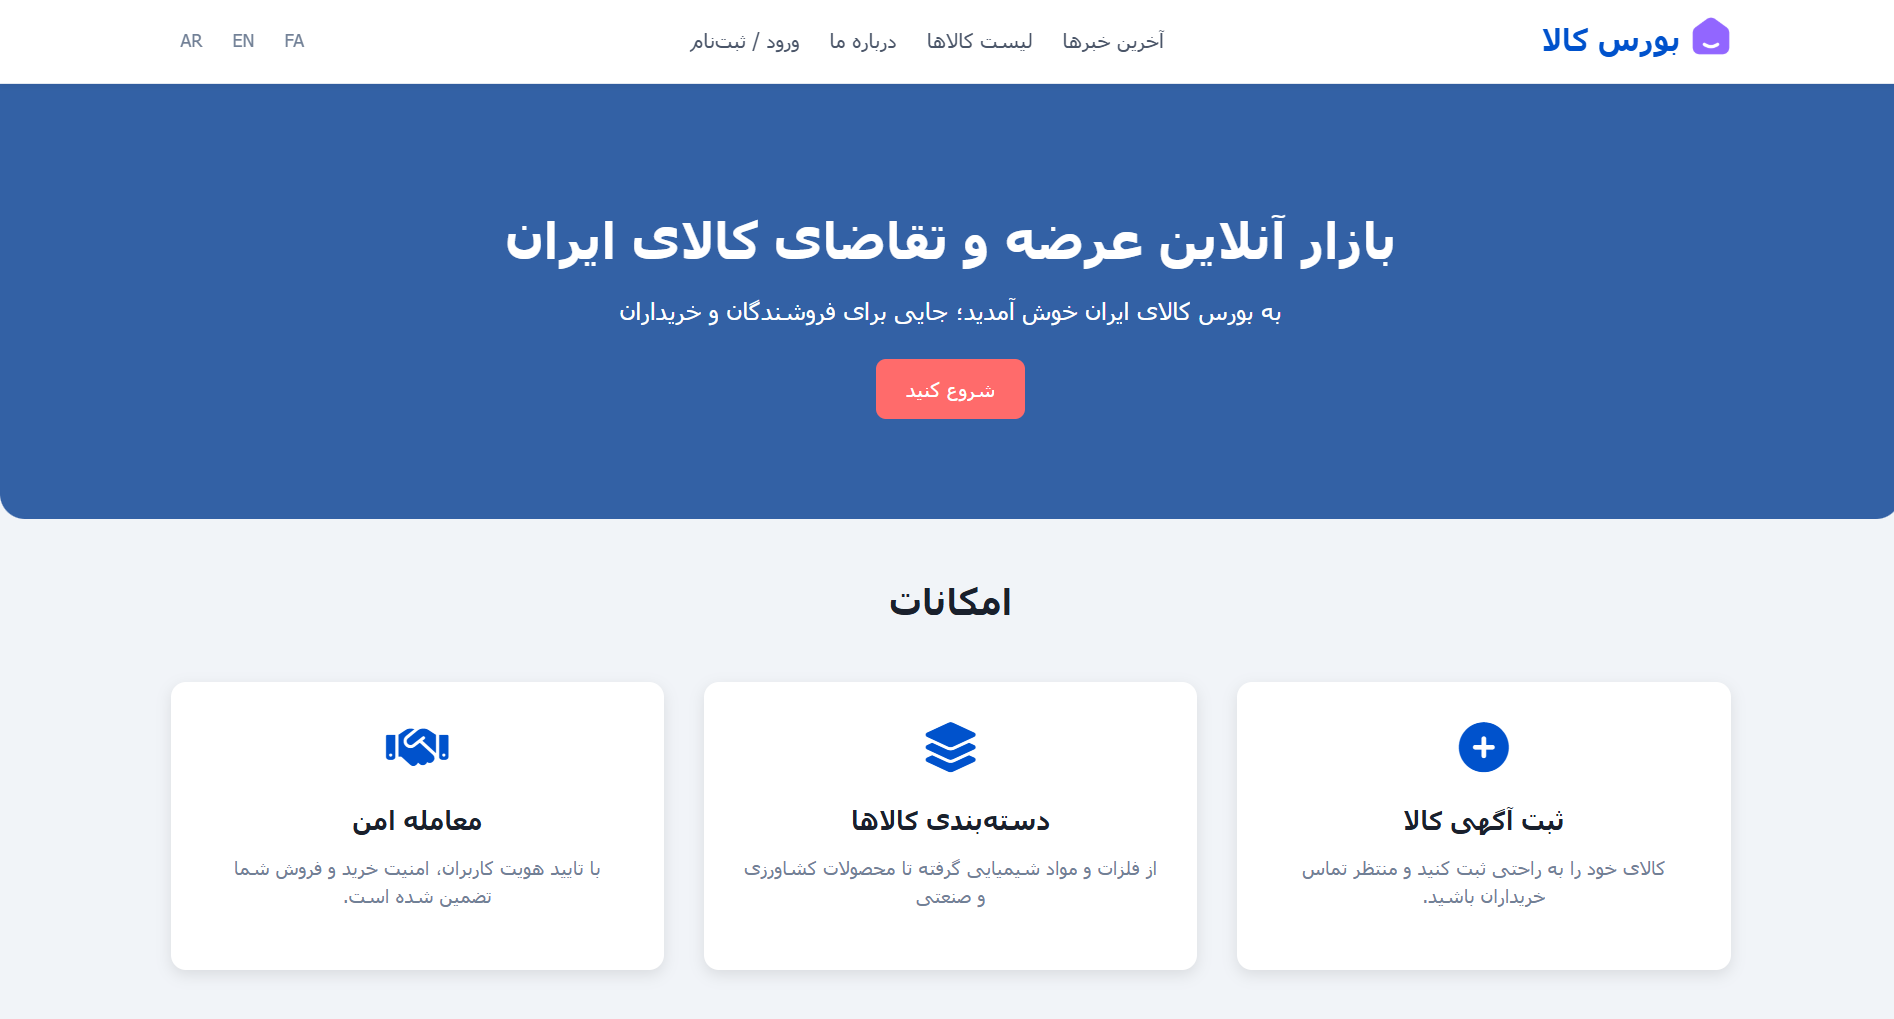 بورس کالا
آخرین خبرها
لیست کالاها
درباره ما
ورود / ثبت‌نام
FA
EN
AR
بازار آنلاین عرضه و تقاضای کالای ایران
به بورس کالای ایران خوش آمدید؛ جایی برای فروشندگان و خریداران
شروع کنید
امکانات
ثبت آگهی کالا
کالای خود را به راحتی ثبت کنید و منتظر تماس
خریداران باشید.
دسته‌بندی کالاها
از فلزات و مواد شیمیایی گرفته تا محصولات کشاورزی
و صنعتی
معامله امن
با تایید هویت کاربران، امنیت خرید و فروش شما
تضمین شده است.